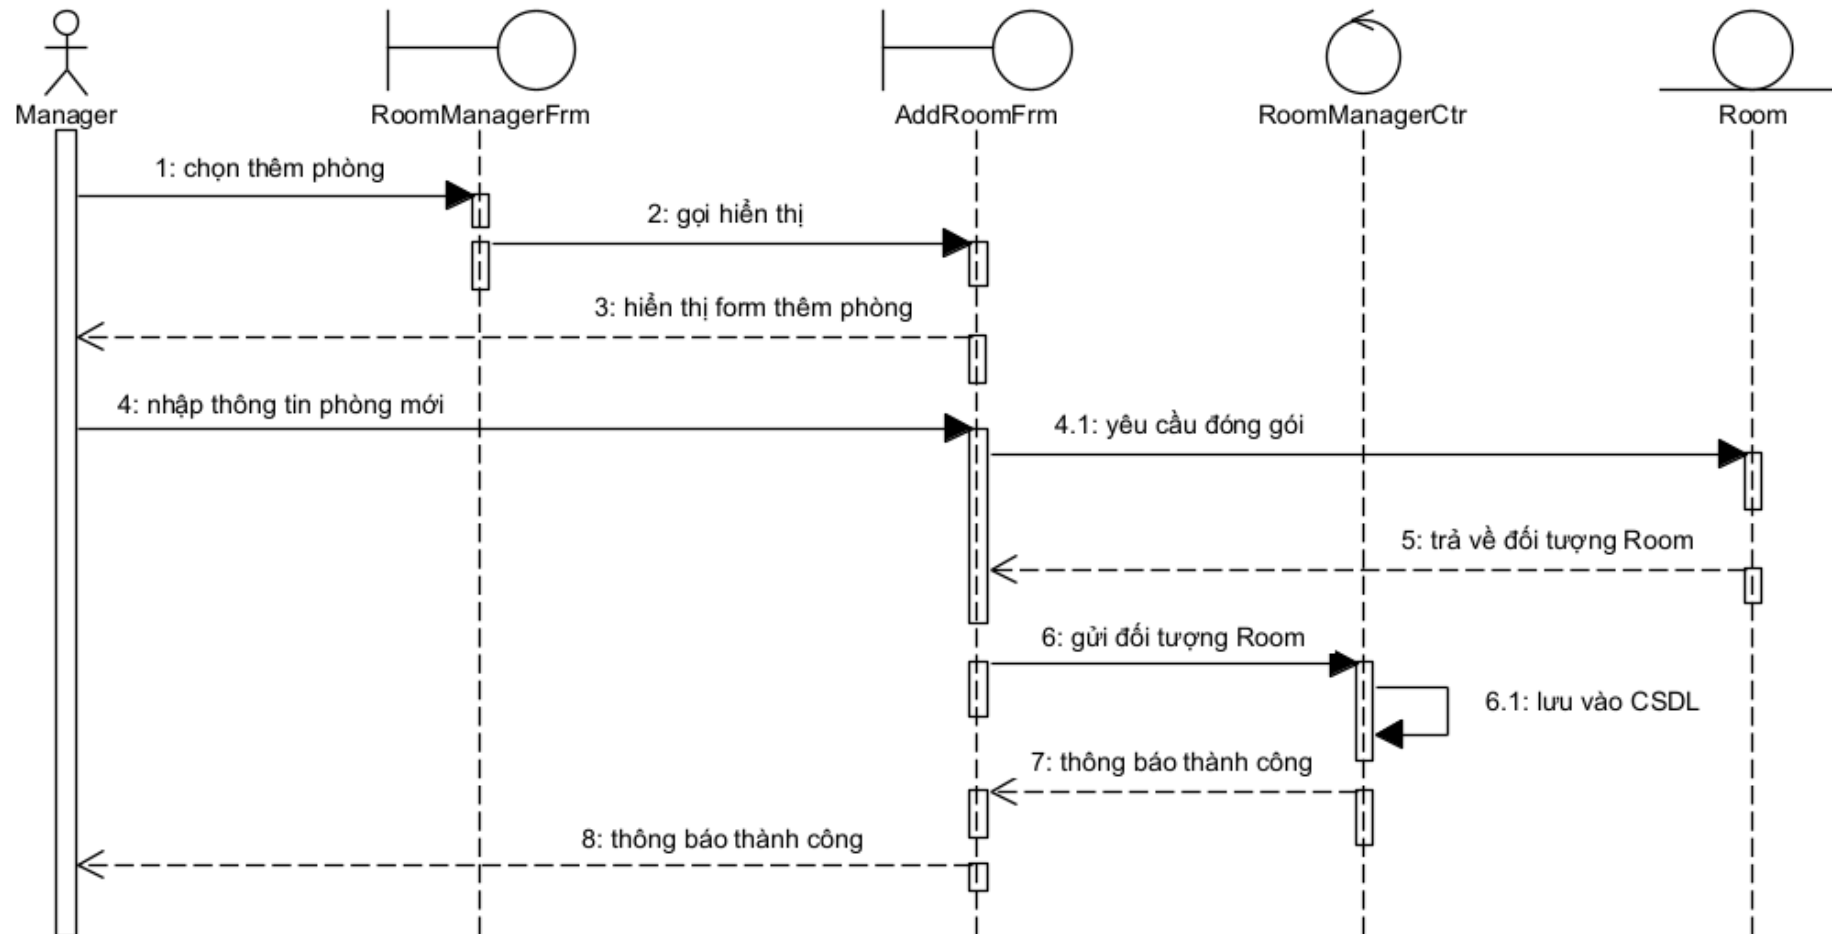 Manager
RoomManagerFrm
AddRoomFrm
RoomManagerCtr
Room
1: chọn thêm phòng
2: gọi hiển thị
3: hiển thị form thêm phòng
4: nhập thông tin phòng mới
4.1: yêu cầu đóng gói
5: trả về đối tượng Room
6: gửi đối tượng Room
6.1: lưu vào CSDL
7: thông báo thành công
8: thông báo thành công